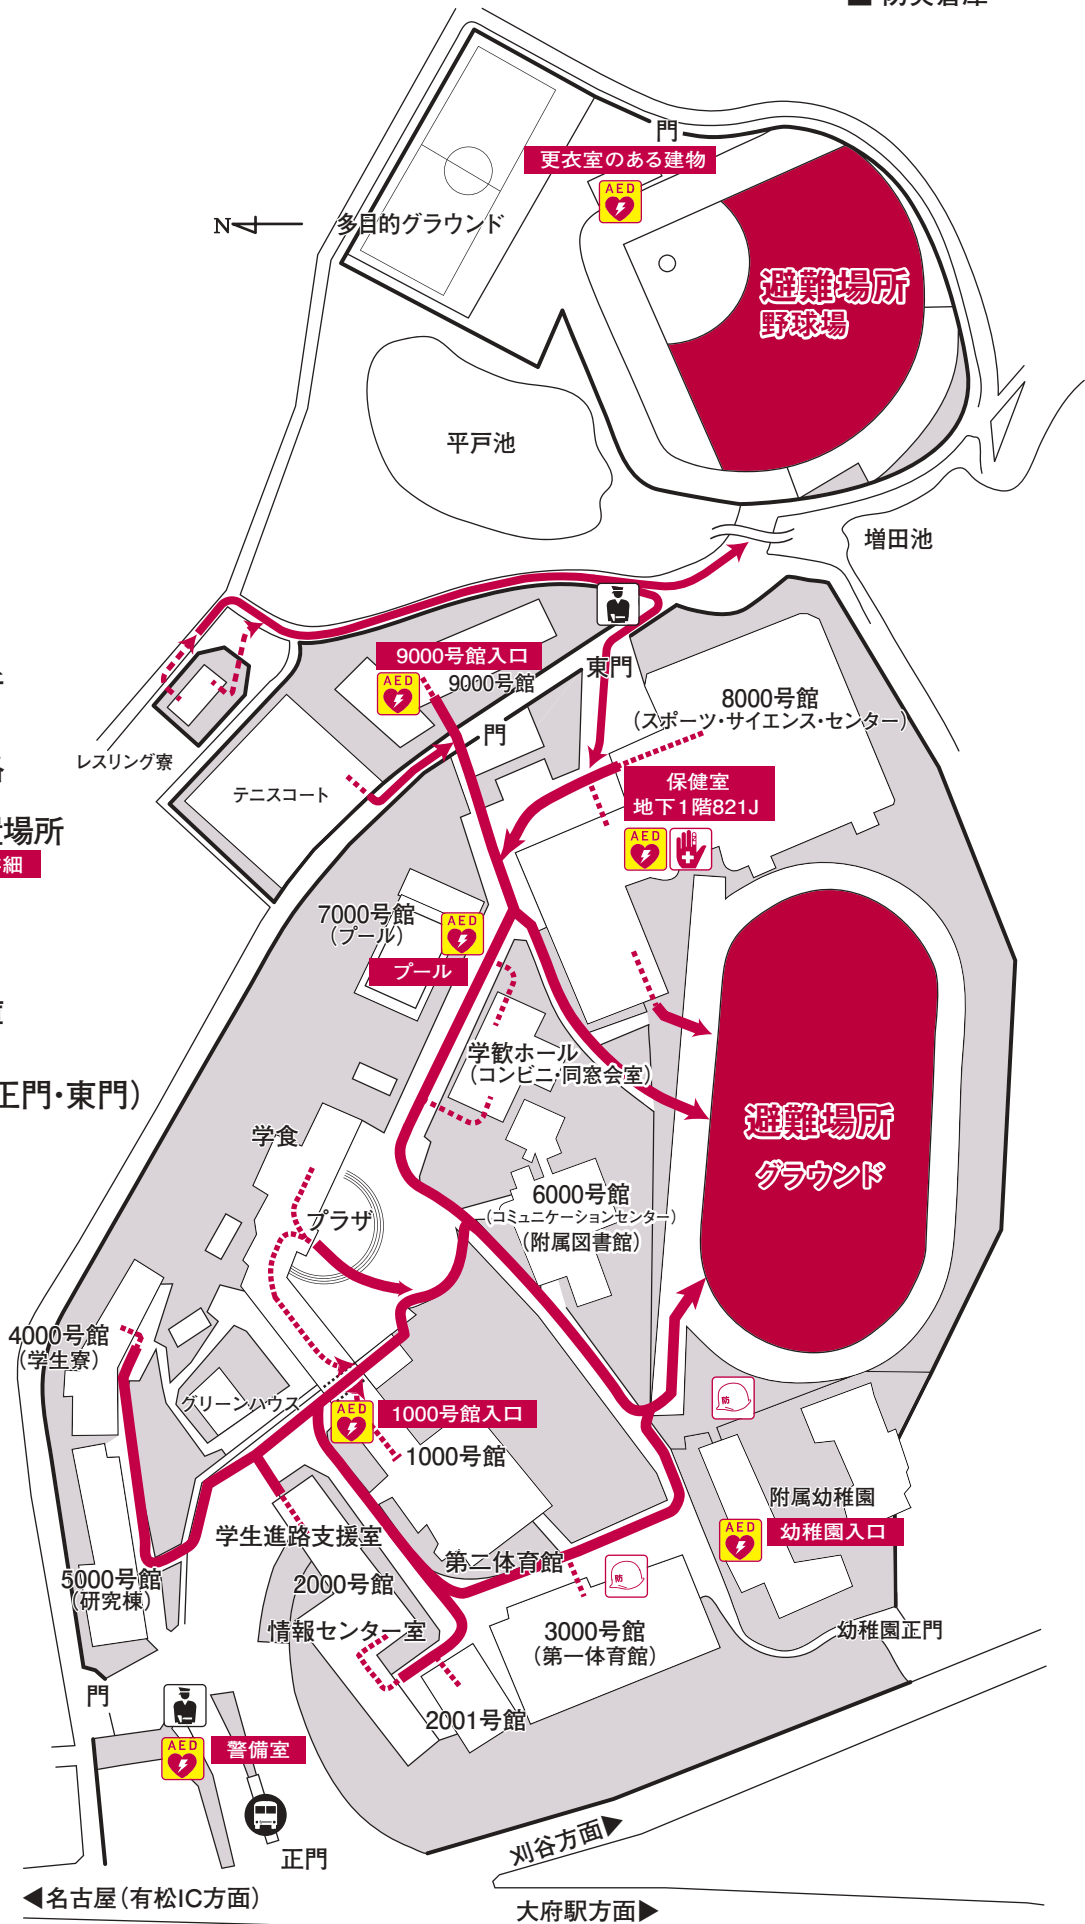 門
更衣室のある建物
AED
N
多目的グラウンド
避難場所
野球場
平戸池
増田池
9000号館入口
AED
9000号館
東門
8000号館
(スポーツ・サイエンス・センター)
門
レスリング寮
テニスコート
保健室
地下1階821J
AED
場所
細
7000号館
(プール)
AED
プール
学歓ホール
(コンビニ・同窓会室)
正門・東門)
避難場所
グラウンド
学食
プラザ
6000号館
(コミュニケーションセンター)
(附属図書館)
4000号館
(学生寮)
グリーンハウス
AED
1000号館入口
1000号館
防
附属幼稚園
AED
幼稚園入口
学生進路支援室
第二体育館
5000号館
(研究棟)
2000号館
防
情報センター室
3000号館
(第一体育館)
幼稚園正門
門
2001号館
AED
警備室
正門
刈谷方面▶
◀名古屋(有松IC方面)
大府駅方面▶